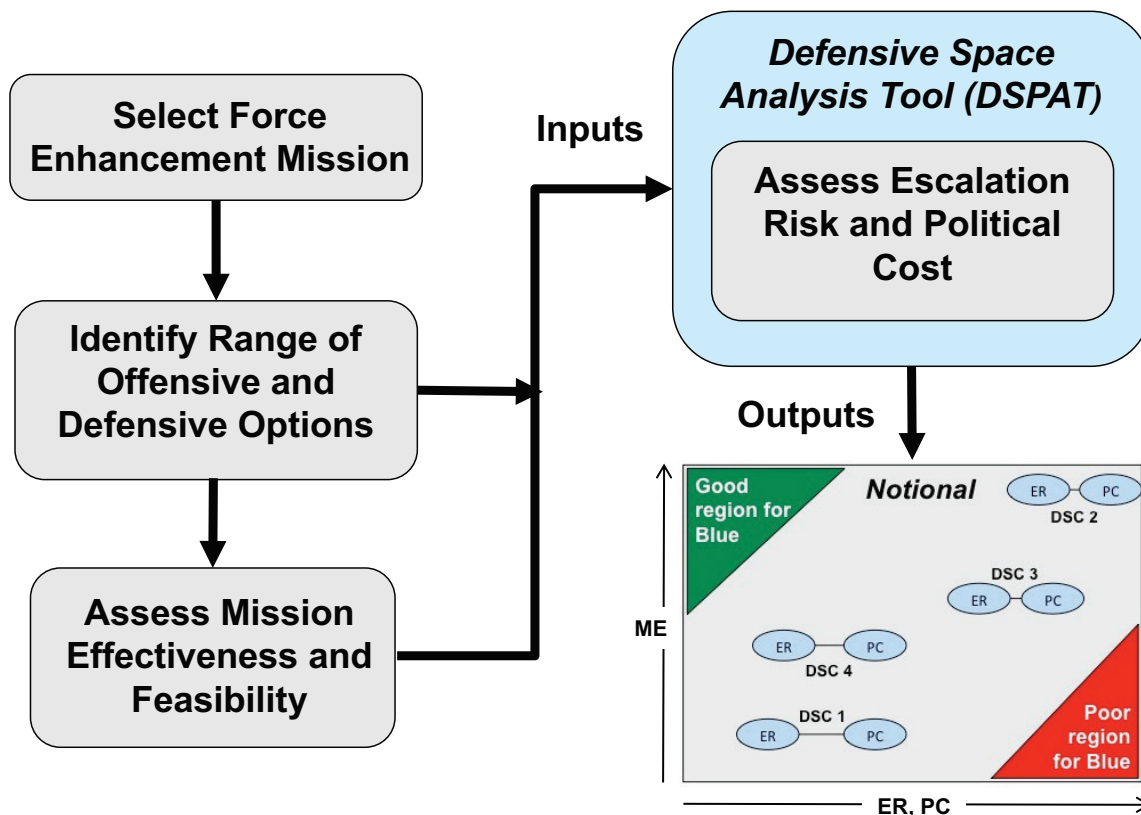 Select Force
Enhancement Mission
Identify Range of
Offensive and
Defensive Options
Assess Mission
Effectiveness and
Feasibility
Inputs
Defensive Space
Analysis Tool (DSPAT)
Assess Escalation
Risk and Political
Cost
Outputs
Good
region for
Blue
Notional
ER
PC
DSC 2
DSC 3
ER
PC
ME
ER
PC
DSC 4
DSC 1
ER
PC
Poor
region
for Blue
ER, PC